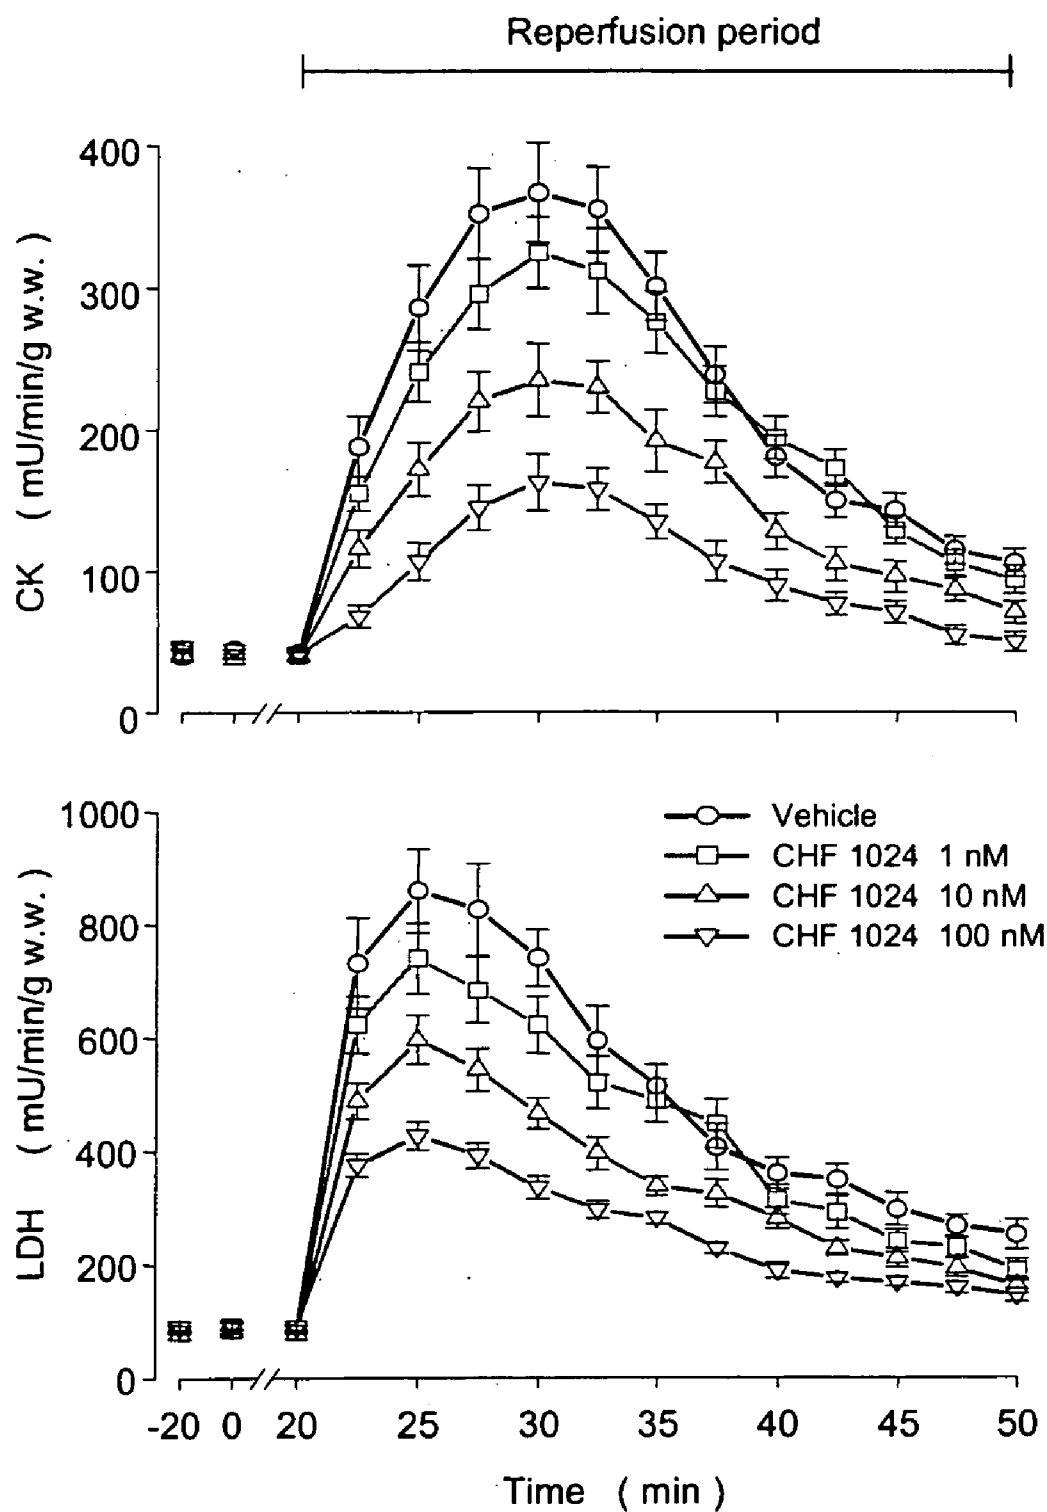 Reperfusion period
400
300
200
100
0
CK ( mU/min/g w.w. )
1000
800
600
400
200
0
LDH ( mU/min/g w.w. )
Vehicle
CHF 1024 1 nM
CHF 1024 10 nM
CHF 1024 100 nM
-20 0 20 25 30 35 40 45 50
Time ( min )